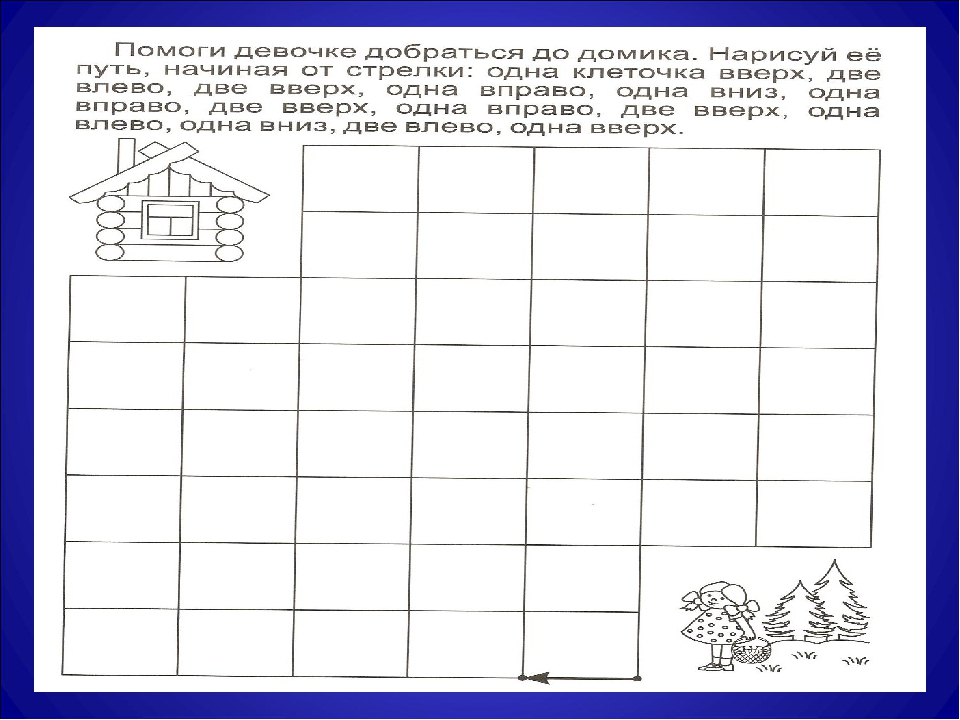 Помоги девочке добраться до домика. Нарисуй её
путь, начиная от стрелки: одна клеточка вверх, две
влево, две вверх, одна вправо, одна вниз, одна
вправо, две вверх, одна вправо, две вверх, одна
влево, одна вниз, две влево, одна вверх.